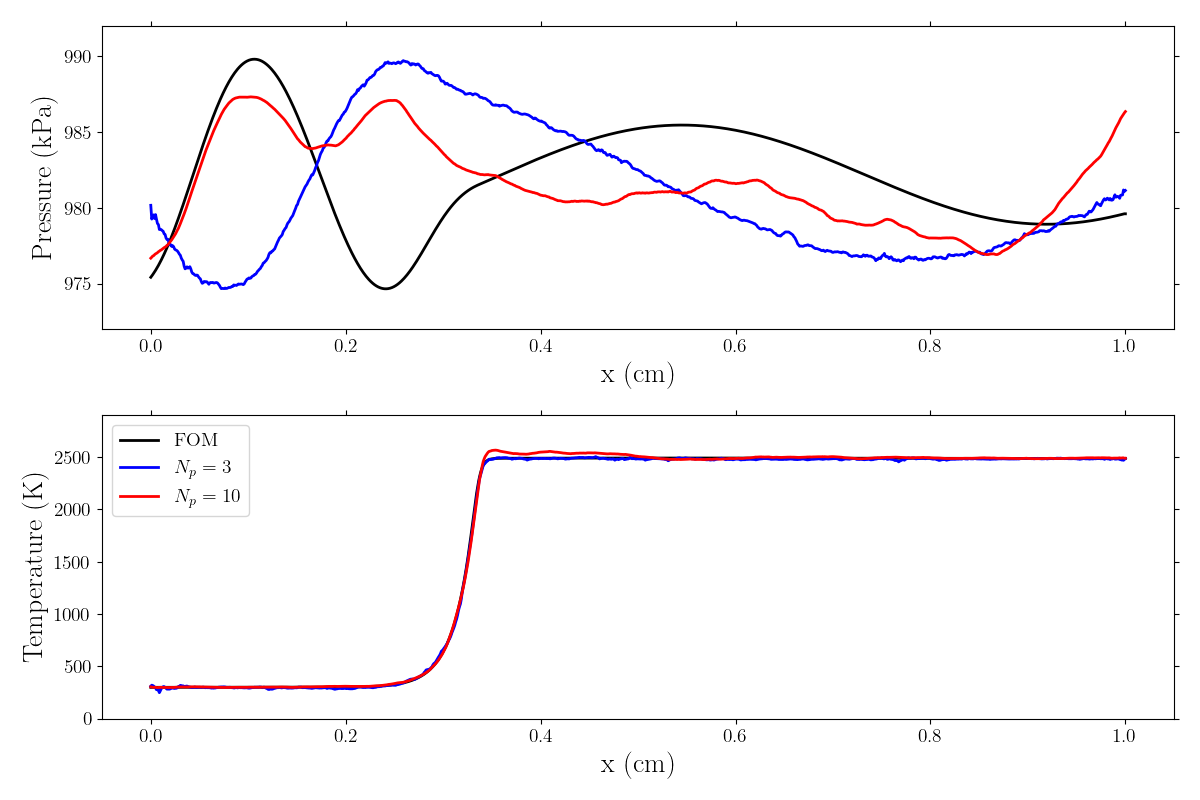 990
985
980
975
Pressure (kPa)
0.0 0.2 0.4 0.6 0.8 1.0
x (cm)
FOM
$N_p = 3$
$N_p = 10$
2500
2000
1500
1000
500
0
Temperature (K)
0.0 0.2 0.4 0.6 0.8 1.0
x (cm)